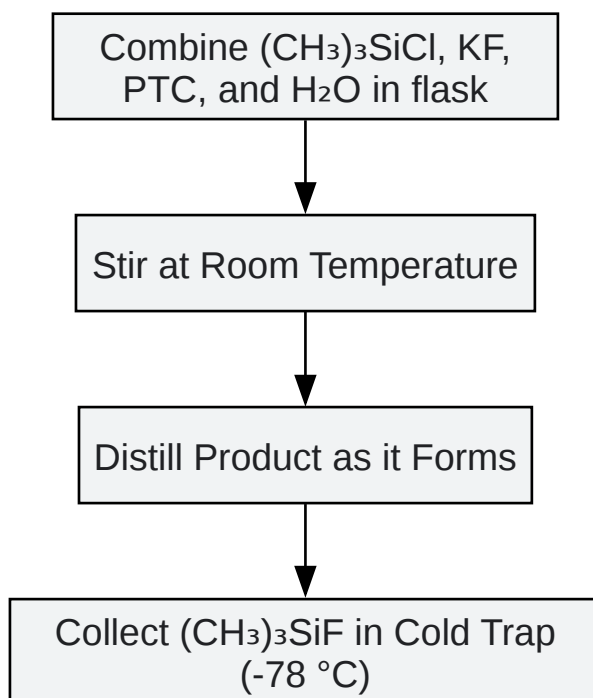 Combine (CH₃)₃SiCl, KF,
PTC, and H₂O in flask
Stir at Room Temperature
Distill Product as it Forms
Collect (CH₃)₃SiF in Cold Trap
(-78 °C)